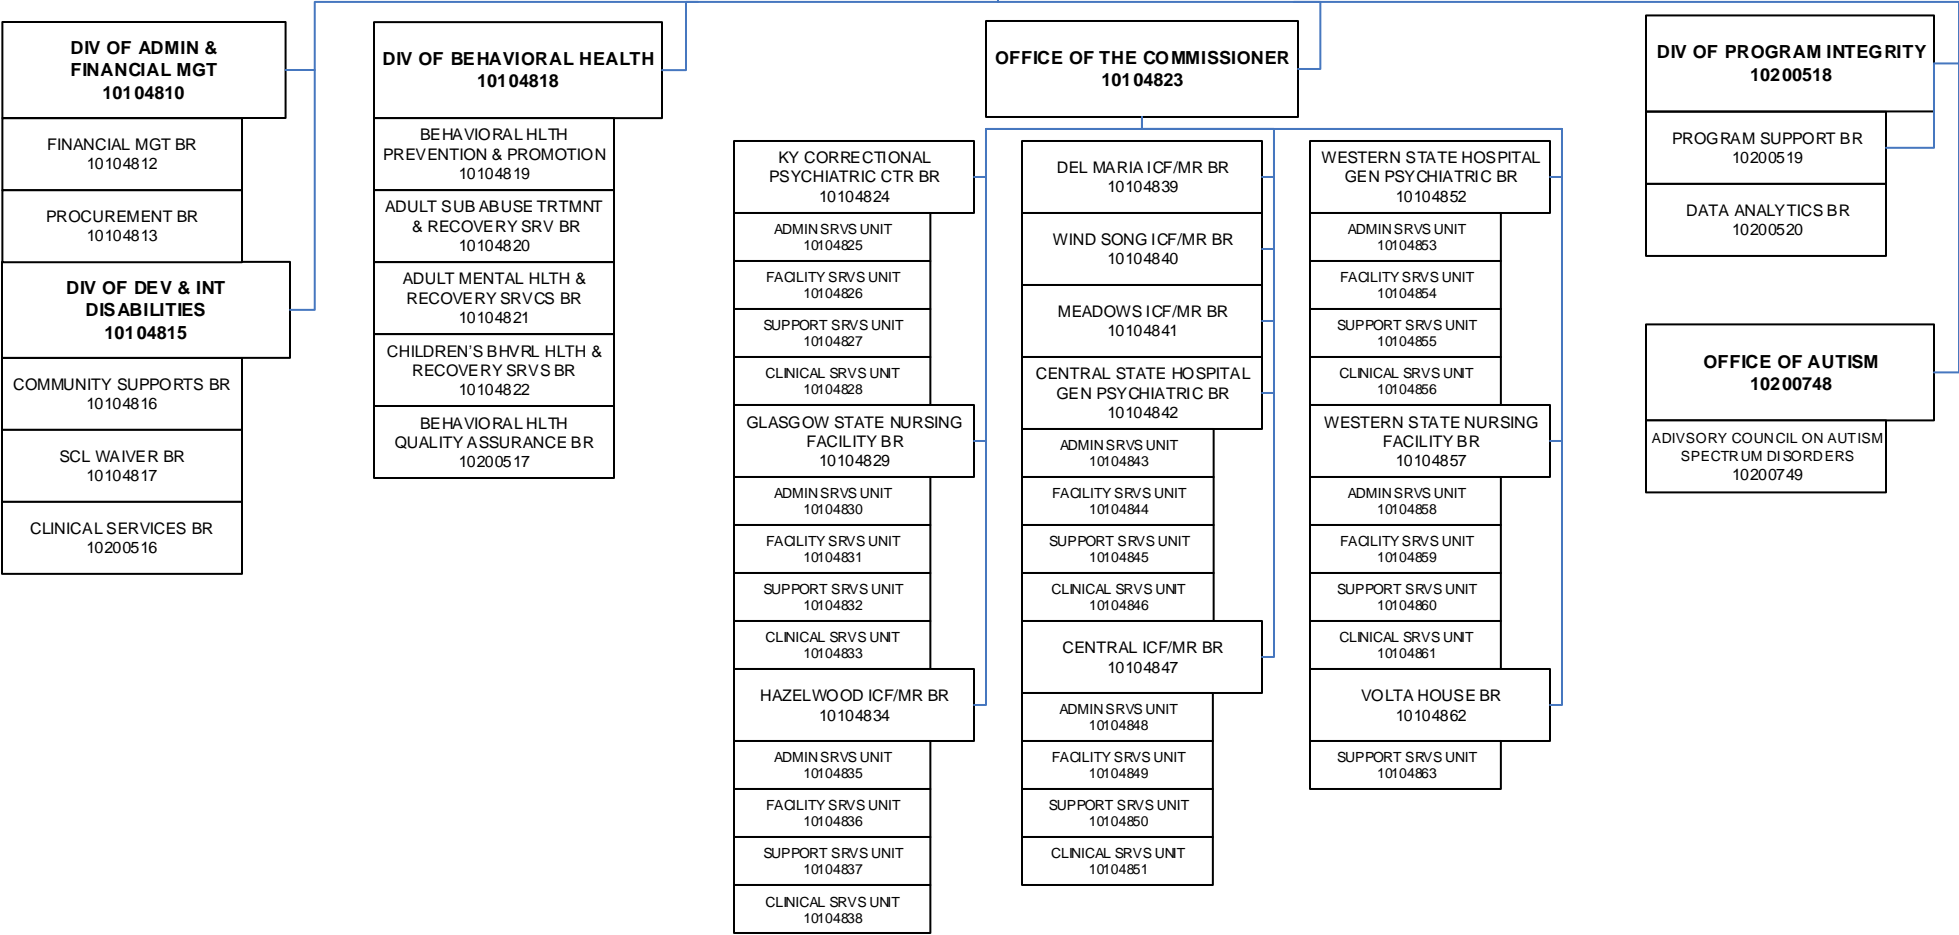 DIV OF ADMIN &
FINANCIAL MGT
10104810
FINANCIAL MGT BR
10104812
PROCUREMENT BR
10104813
DIV OF DEV & INT
DISABILITIES
10104815
COMMUNITY SUPPORTS BR
10104816
SCL WAIVER BR
10104817
CLINICAL SERVICES BR
10200516
DIV OF BEHAVIORAL HEALTH
10104818
BEHAVIORAL HLTH
PREVENTION & PROMOTION
10104819
ADULT SUB ABUSE TRTMNT
& RECOVERY SRV BR
10104820
ADULT MENTAL HLTH &
RECOVERY SRVCS BR
10104821
CHILDREN'S BHVRL HLTH &
RECOVERY SRVS BR
10104822
BEHAVIORAL HLTH
QUALITY ASSURANCE BR
10200517
OFFICE OF THE COMMISSIONER
10104823
KY CORRECTIONAL
PSYCHIATRIC CTR BR
10104824
ADMIN SRVS UNIT
10104825
FACILITY SRVS UNIT
10104826
SUPPORT SRVS UNIT
10104827
CLINICAL SRVS UNIT
10104828
GLASGOW STATE NURSING
FACILITY BR
10104829
ADMIN SRVS UNIT
10104830
FACILITY SRVS UNIT
10104831
SUPPORT SRVS UNIT
10104832
CLINICAL SRVS UNIT
10104833
HAZELWOOD ICF/MR BR
10104834
ADMIN SRVS UNIT
10104835
FACILITY SRVS UNIT
10104836
SUPPORT SRVS UNIT
10104837
CLINICAL SRVS UNIT
10104838
DEL MARIA ICF/MR BR
10104839
WIND SONG ICF/MR BR
10104840
MEADOWS ICF/MR BR
10104841
CENTRAL STATE HOSPITAL
GEN PSYCHIATRIC BR
10104842
ADMIN SRVS UNIT
10104843
FACILITY SRVS UNIT
10104844
SUPPORT SRVS UNIT
10104845
CLINICAL SRVS UNIT
10104846
CENTRAL ICF/MR BR
10104847
ADMIN SRVS UNIT
10104848
FACILITY SRVS UNIT
10104849
SUPPORT SRVS UNIT
10104850
CLINICAL SRVS UNIT
10104851
WESTERN STATE HOSPITAL
GEN PSYCHIATRIC BR
10104852
ADMIN SRVS UNIT
10104853
FACILITY SRVS UNIT
10104854
SUPPORT SRVS UNIT
10104855
CLINICAL SRVS UNIT
10104856
WESTERN STATE NURSING
FACILITY BR
10104857
ADMIN SRVS UNIT
10104858
FACILITY SRVS UNIT
10104859
SUPPORT SRVS UNIT
10104860
CLINICAL SRVS UNIT
10104861
VOLTA HOUSE BR
10104862
SUPPORT SRVS UNIT
10104863
DIV OF PROGRAM INTEGRITY
10200518
PROGRAM SUPPORT BR
10200519
DATA ANALYTICS BR
10200520
OFFICE OF AUTISM
10200748
ADIVSORY COUNCIL ON AUTISM
SPECTRUM DISORDERS
10200749